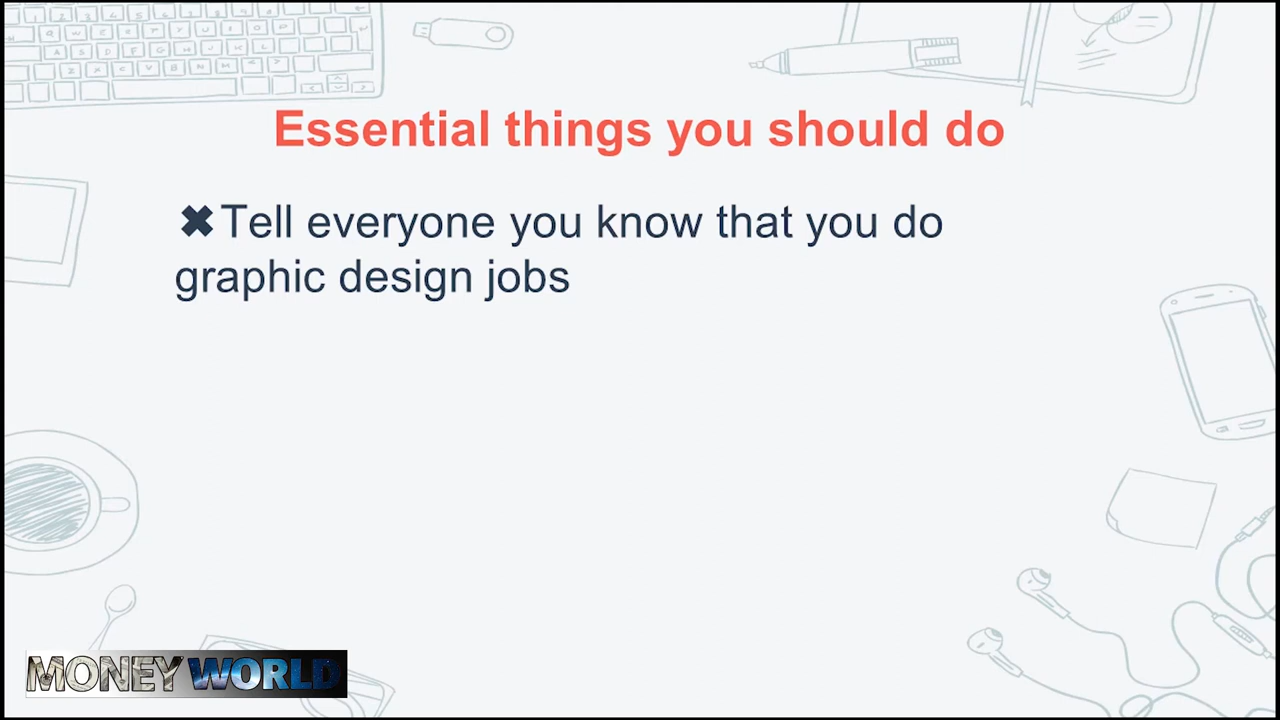 Essential things you should do
✖Tell everyone you know that you do
graphic design jobs
MONEY WORLD